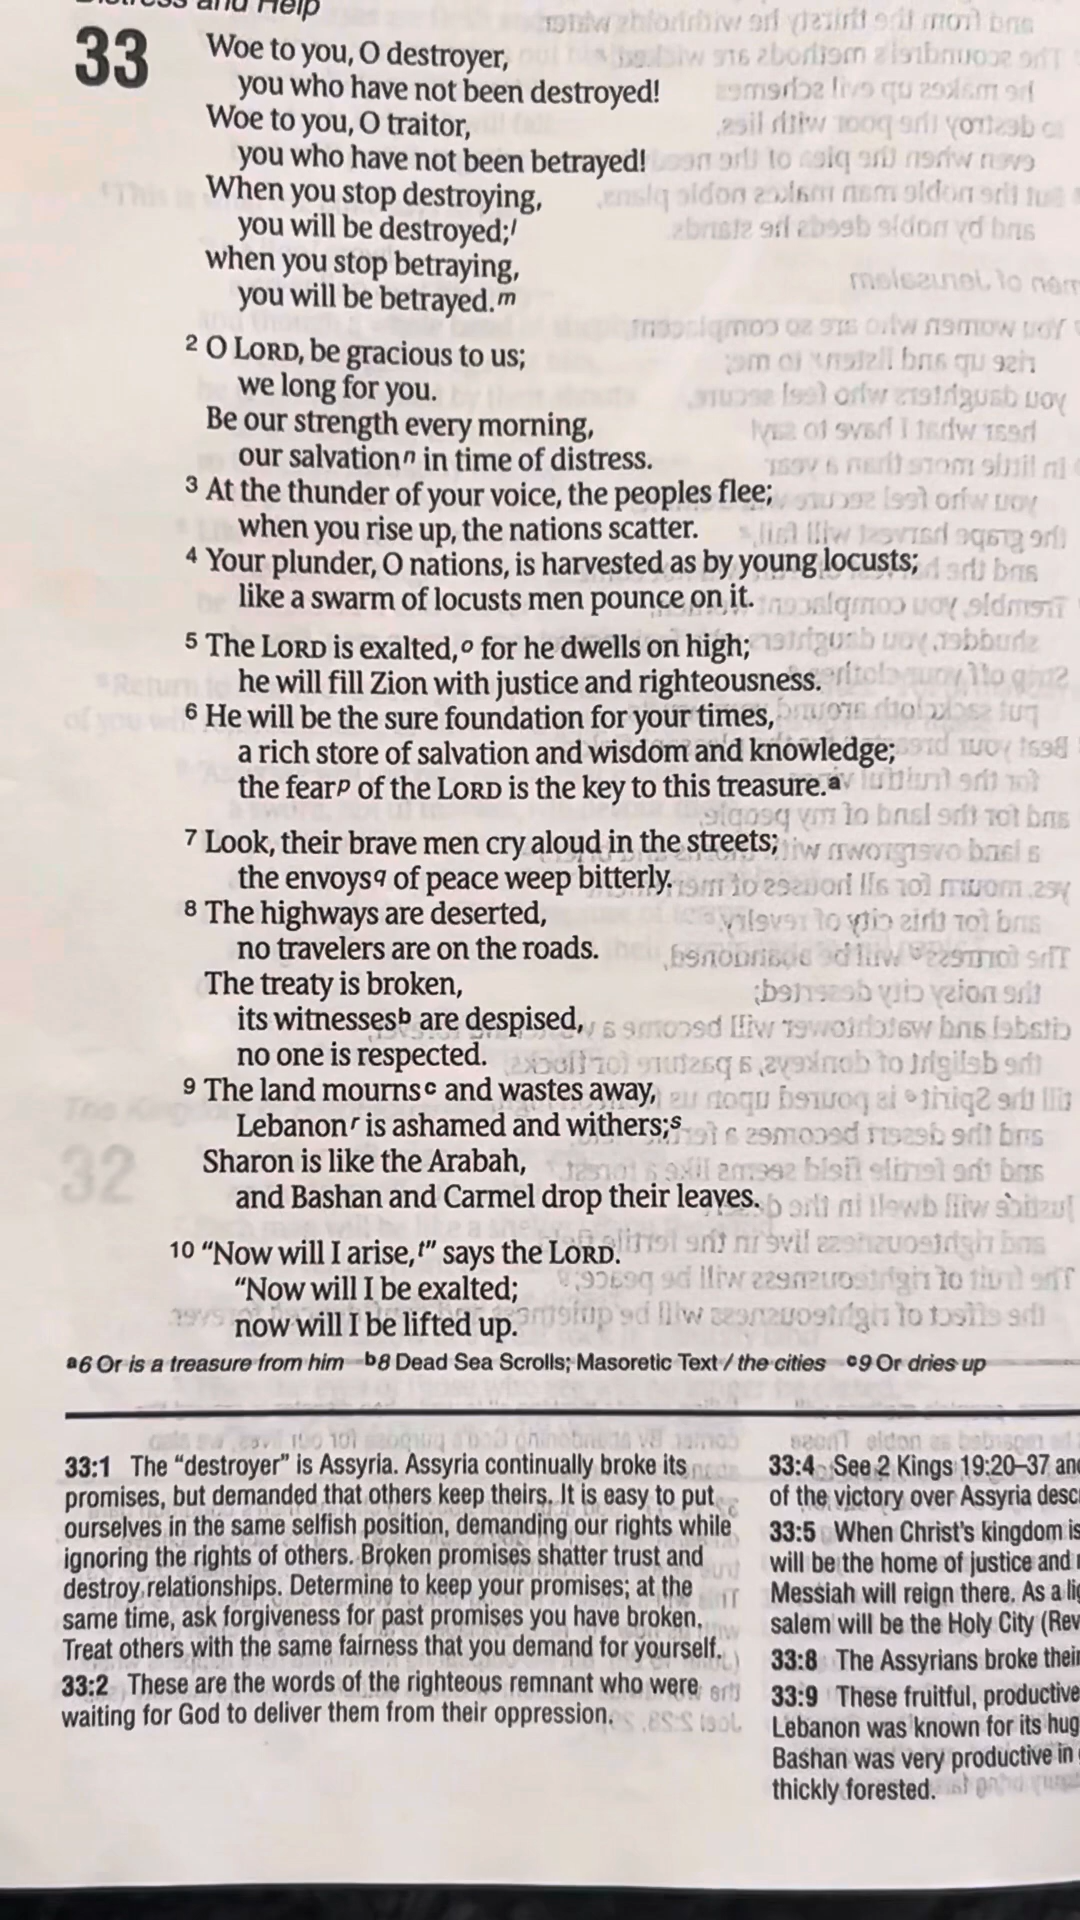 Distress and Help
33 Woe to you, O destroyer,
you who have not been destroyed!
Woe to you, O traitor,
you who have not been betrayed!
When you stop destroying,
you will be destroyed;l
when you stop betraying,
you will be betrayed.m
2 O LORD, be gracious to us;
we long for you.
Be our strength every morning,
our salvationn in time of distress.
3 At the thunder of your voice, the peoples flee;
when you rise up, the nations scatter.
4 Your plunder, O nations, is harvested as by young locusts;
like a swarm of locusts men pounce on it.
5 The LORD is exalted,o for he dwells on high;
he will fill Zion with justice and righteousness.
6 He will be the sure foundation for your times,
a rich store of salvation and wisdom and knowledge;
the fearp of the LORD is the key to this treasure.a
7 Look, their brave men cry aloud in the streets;
the envoysq of peace weep bitterly.
8 The highways are deserted,
no travelers are on the roads.
The treaty is broken,
its witnessesb are despised,
no one is respected.
9 The land mournsc and wastes away,
Lebanonr is ashamed and withers;s
Sharon is like the Arabah,
and Bashan and Carmel drop their leaves.
10 “Now will I arise,t” says the LORD.
“Now will I be exalted;
now will I be lifted up.
a6 Or is a treasure from him b8 Dead Sea Scrolls; Masoretic Text / the cities c9 Or dries up
33:1 The “destroyer” is Assyria. Assyria continually broke its
promises, but demanded that others keep theirs. It is easy to put
ourselves in the same selfish position, demanding our rights while
ignoring the rights of others. Broken promises shatter trust and
destroy relationships. Determine to keep your promises; at the
same time, ask forgiveness for past promises you have broken.
Treat others with the same fairness that you demand for yourself.
33:2 These are the words of the righteous remnant who were
waiting for God to deliver them from their oppression.
33:4 See 2 Kings 19:20–37 an
of the victory over Assyria desc
33:5 When Christ's kingdom is
will be the home of justice and
Messiah will reign there. As a
salem will be the Holy City (Rev
33:8 The Assyrians broke their
33:9 These fruitful, productive
Lebanon was known for its hug
Bashan was very productive in
thickly forested.